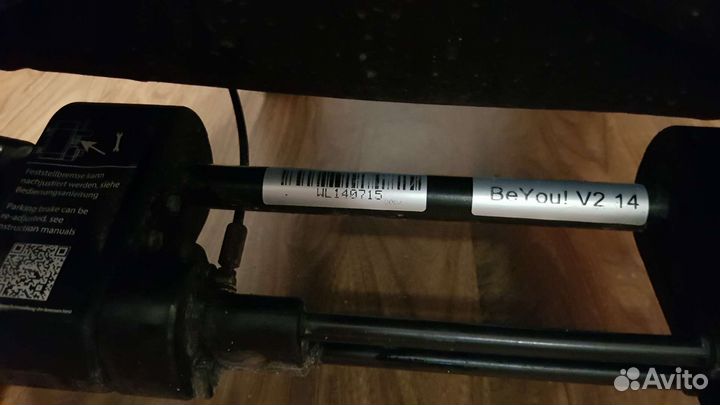 Feststellbremse kann
nachjustiert werden, siehe
Bedienungsanleitung
Parking brake can be
re-adjusted, see
instruction manuals
WL140715
BeYou! V2 14
Avito